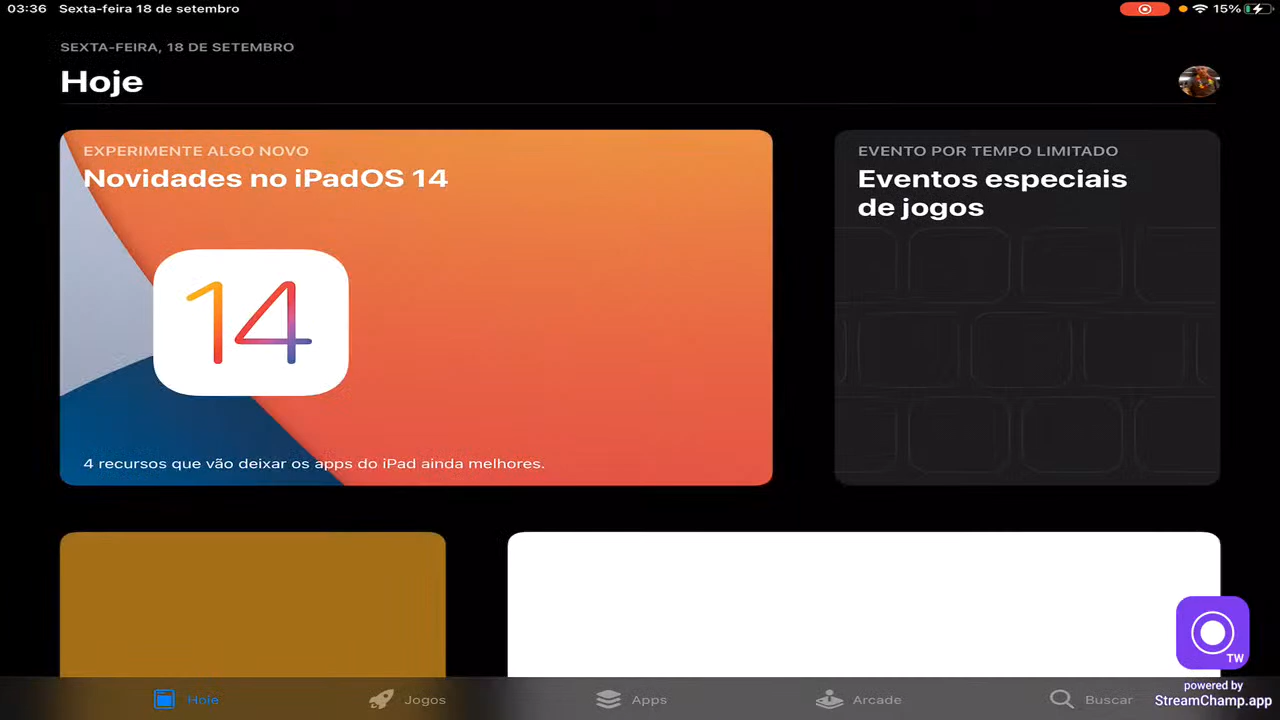 03:36 Sexta-feira 18 de setembro
15%
SEXTA-FEIRA, 18 DE SETEMBRO
Hoje
EXPERIMENTE ALGO NOVO
Novidades no iPadOS 14
14
4 recursos que vão deixar os apps do iPad ainda melhores.
EVENTO POR TEMPO LIMITADO
Eventos especiais
de jogos
TW
powered by
StreamChamp.app
Hoje
Jogos
Apps
Arcade
Buscar